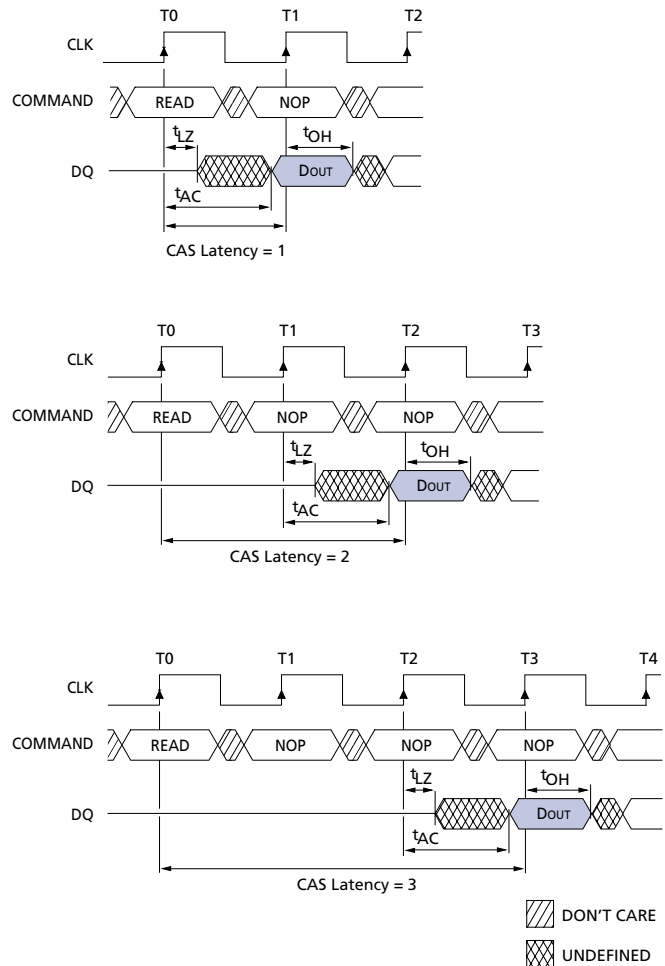 T0 T1 T2
CLK
COMMAND READ NOP
tLZ tOH
DQ DOUT
tAC
CAS Latency = 1
T0 T1 T2 T3
CLK
COMMAND READ NOP NOP
tLZ tOH
DQ DOUT
tAC
CAS Latency = 2
T0 T1 T2 T3 T4
CLK
COMMAND READ NOP NOP NOP
tLZ tOH
DQ DOUT
tAC
CAS Latency = 3
DON'T CARE
UNDEFINED